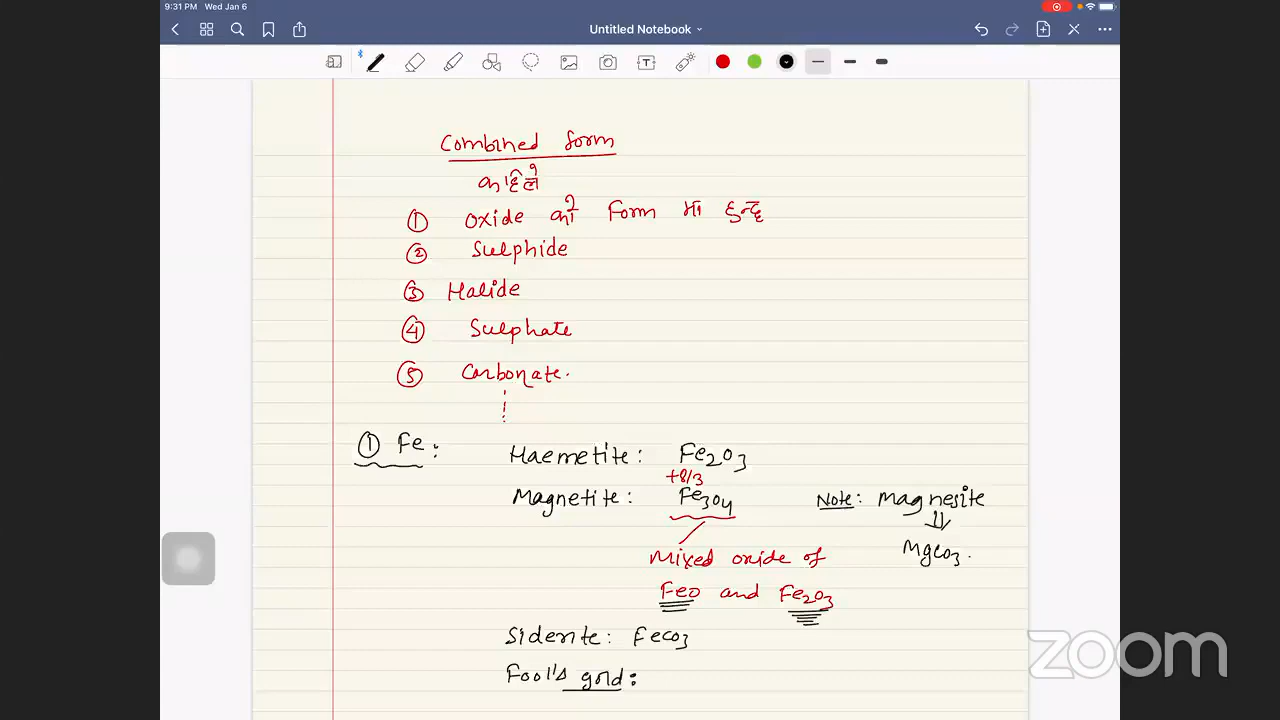 9:31 PM Wed Jan 6
Untitled Notebook
Combined form
① Oxide की Form मा
② Sulphide
③ Halide
④ Sulphate
⑤ Carbonate.
① Fe:
Haemetite: Fe2O3
+8/3
Magnetite: Fe3O4
Note: magnesite
⇓
MgCO3.
Mixed oxide of
FeO and Fe2O3
Siderite: FeCO3
Fool's gold:
zoom